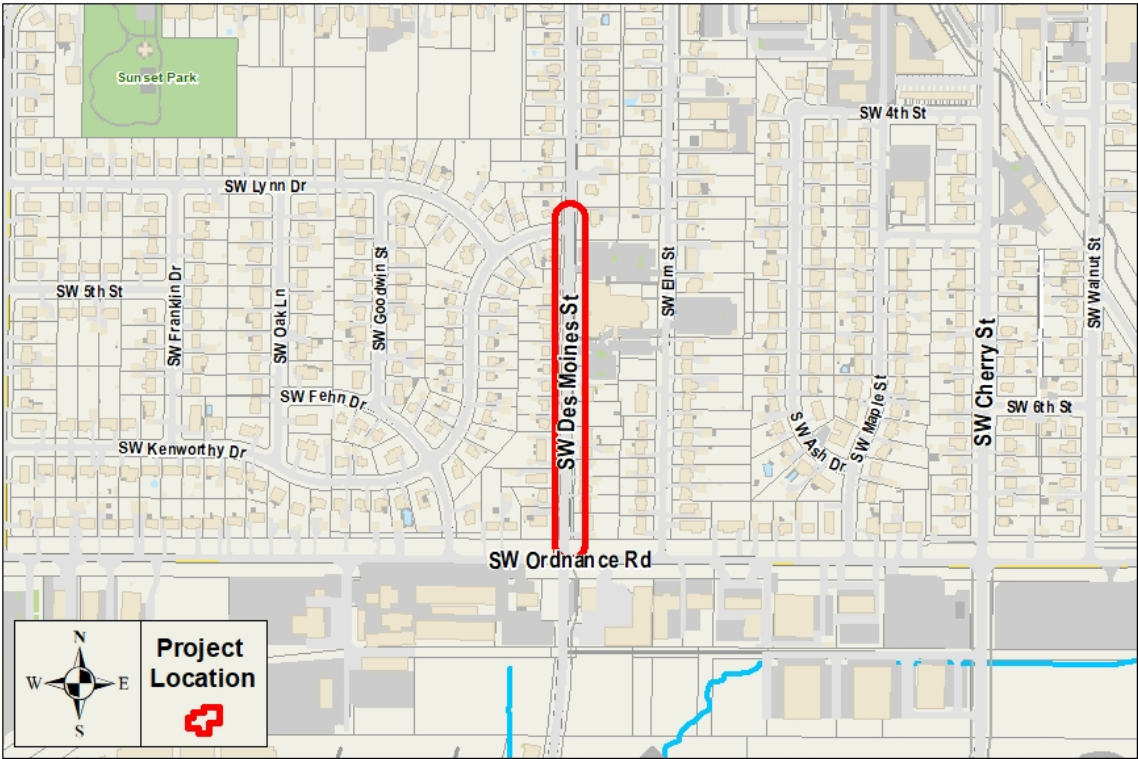 Sunset Park
SW 4th St
SW Lynn Dr
SW Goodwin St
SW Elm St
SW Walnut St
SW Franklin Dr
SW 5th St
SW Oak Ln
SW Des Moines St
SW Cherry St
SW Maple St
SW Fehn Dr
SW 6th St
SW Ash Dr
SW Kenworthy Dr
SW Ordnance Rd
N
W
E
S
Project
Location